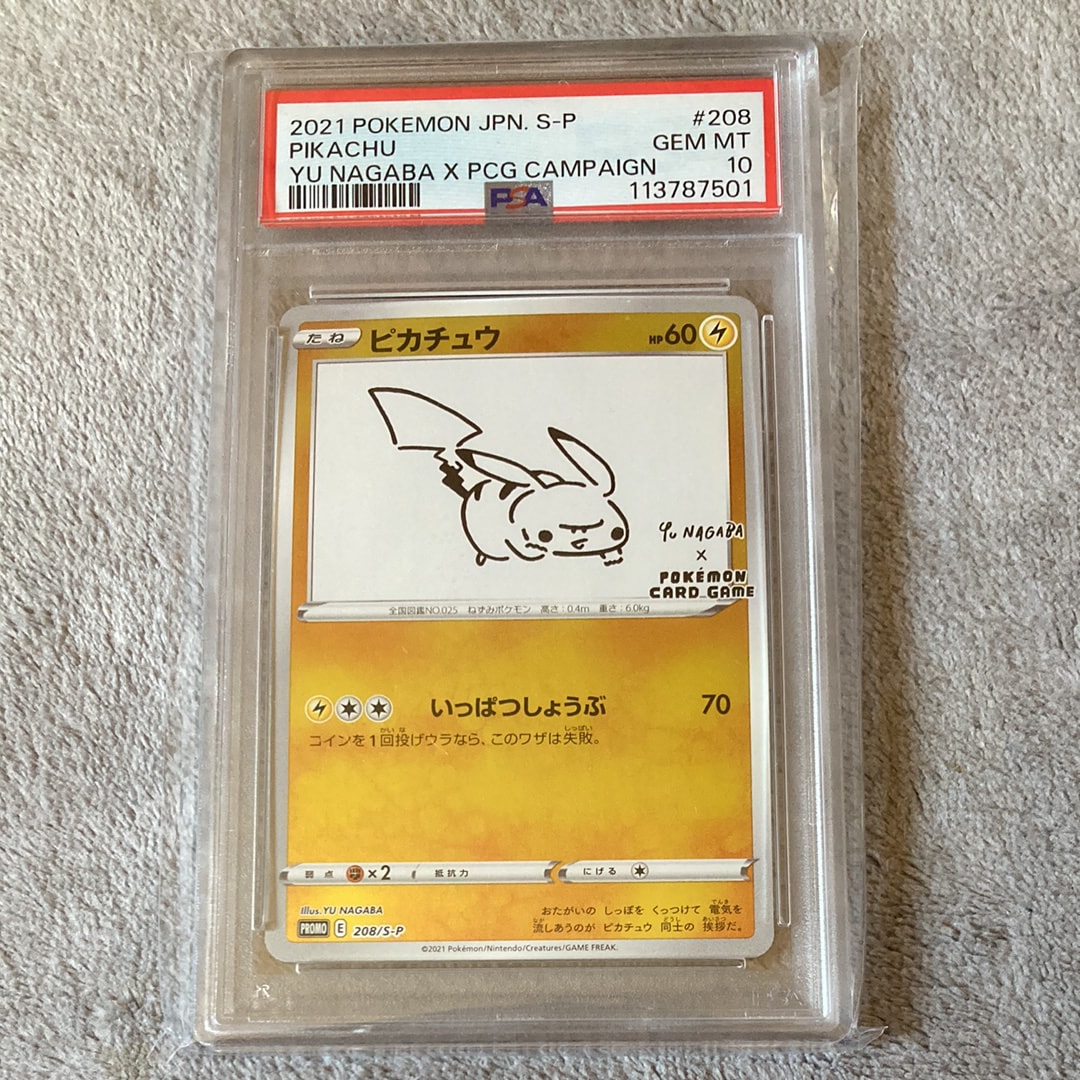 2021 POKEMON JPN. S-P #208
PIKACHU GEM MT
YU NAGABA X PCG CAMPAIGN 10
PSA 113787501
たね ピカチュウ HP60
Yu NAGABA
×
POKÉMON
CARD GAME
全国図鑑NO.025 ねずみポケモン 高さ:0.4m 重さ:6.0kg
いっぱつしょうぶ 70
コインを1回投げウラなら、このワザは失敗。
弱点 ×2 抵抗力 にげる
Illus.YU NAGABA
PROMO E 208/S-P
おたがいの しっぽを くっつけて 電気を
流しあうのが ピカチュウ 同士の 挨拶だ。
©2021 Pokémon/Nintendo/Creatures/GAME FREAK.